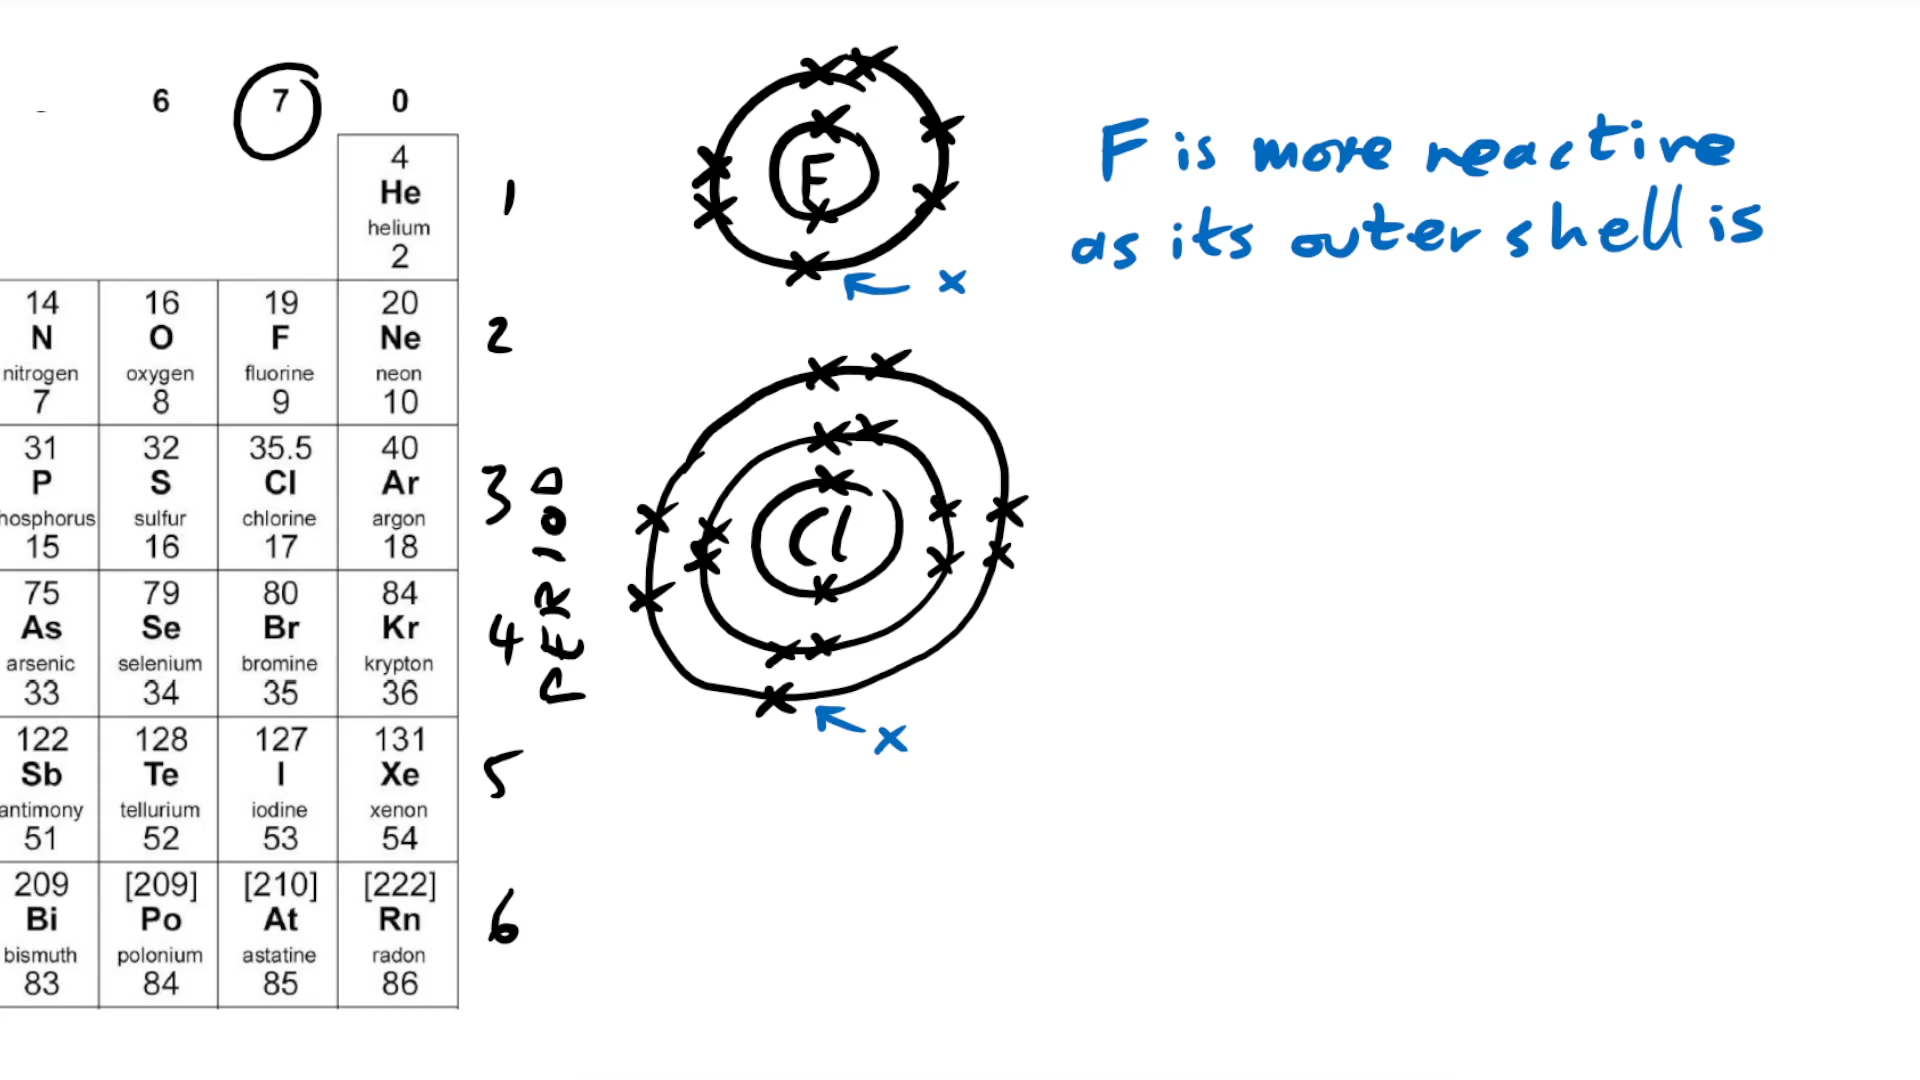 6 7 0
4
He
helium
2
1
14 16 19 20
N O F Ne
nitrogen oxygen fluorine neon
7 8 9 10
2
31 32 35.5 40
P S Cl Ar
hosphorus sulfur chlorine argon
15 16 17 18
3
75 79 80 84
As Se Br Kr
arsenic selenium bromine krypton
33 34 35 36
4
122 128 127 131
Sb Te I Xe
antimony tellurium iodine xenon
51 52 53 54
5
209 [209] [210] [222]
Bi Po At Rn
bismuth polonium astatine radon
83 84 85 86
6
PERIOD
F
x
Cl
x
F is more reactive
as its outer shell is